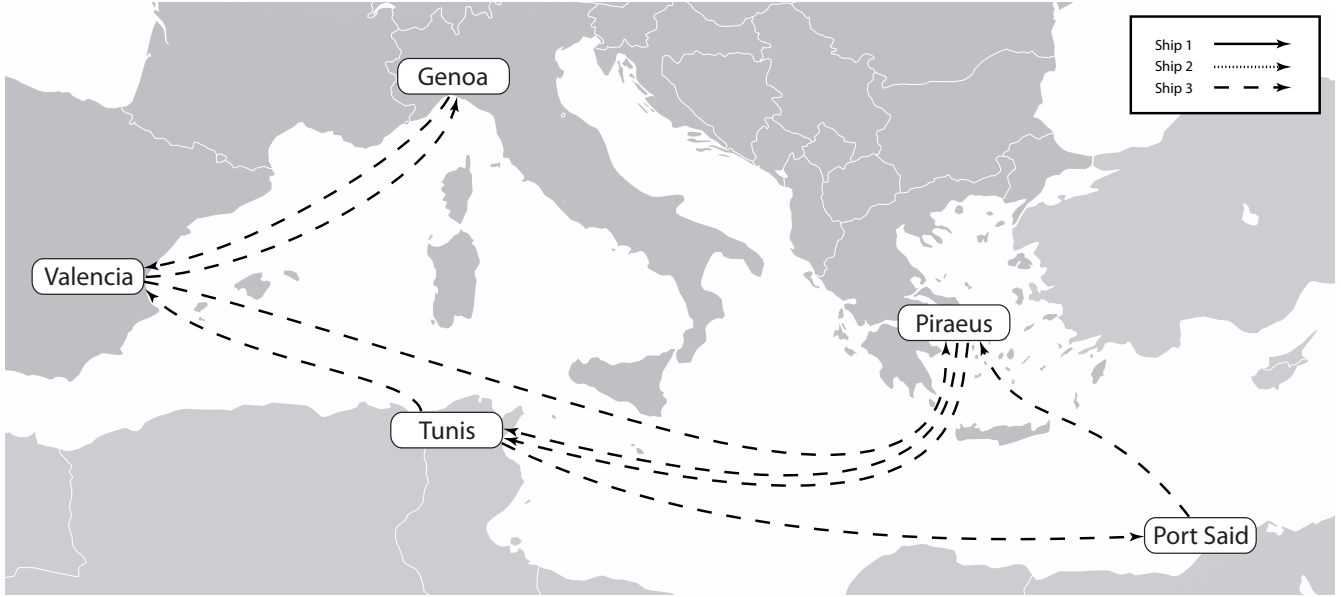 Genoa
Ship 1
Ship 2
Ship 3
Valencia
Piraeus
Tunis
Port Said